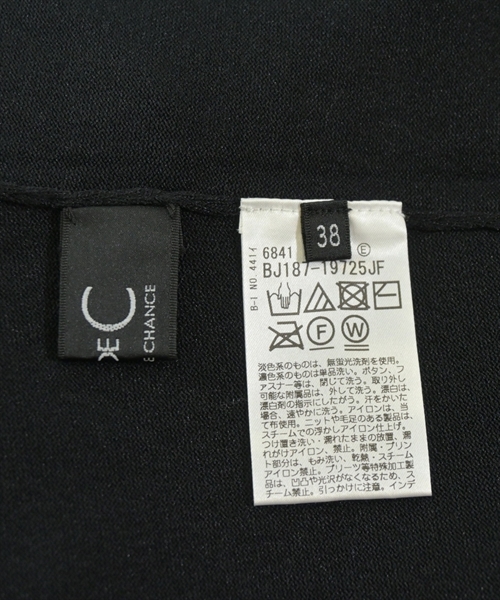 DE C
E CHANCE
B-I NO.441イ
38
6841
E
BJ187-19725JF
F
W
淡色系のものは、無蛍光洗剤を使用。
濃色系のものは単品洗い。ボタン、フ
ァスナー等は、閉じて洗う。取り外し
可能な附属品は、外して洗う。漂白は
漂白剤の指示にしたがう。汗をかいた
場合、速やかに洗う。アイロンは、当
て布使用。ニットや毛足のある製品は、
スチームでの浮かしアイロン仕上げ。
つけ置き洗い・濡れたままの放置、濡
れがけアイロン禁止。附属・プリン
ト部分は、もみ洗い、乾熱・スチーム
アイロン禁止。プリーツ等特殊加工製
品は、凹凸や光沢がなくなるため、ス
チーム禁止。引っかけに注意。インデ